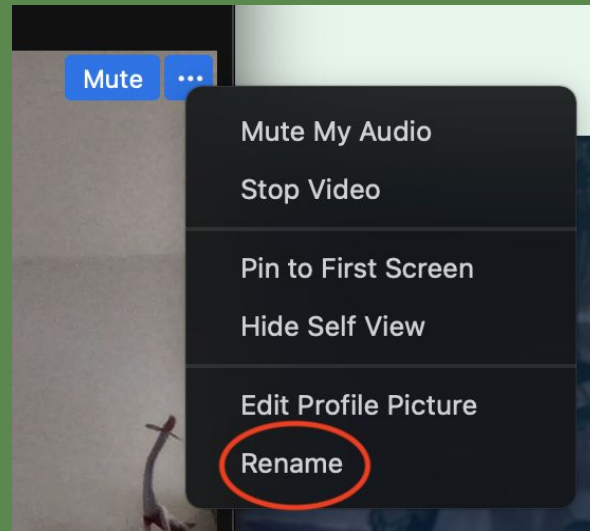 Mute ...
Mute My Audio
Stop Video
Pin to First Screen
Hide Self View
Edit Profile Picture
Rename